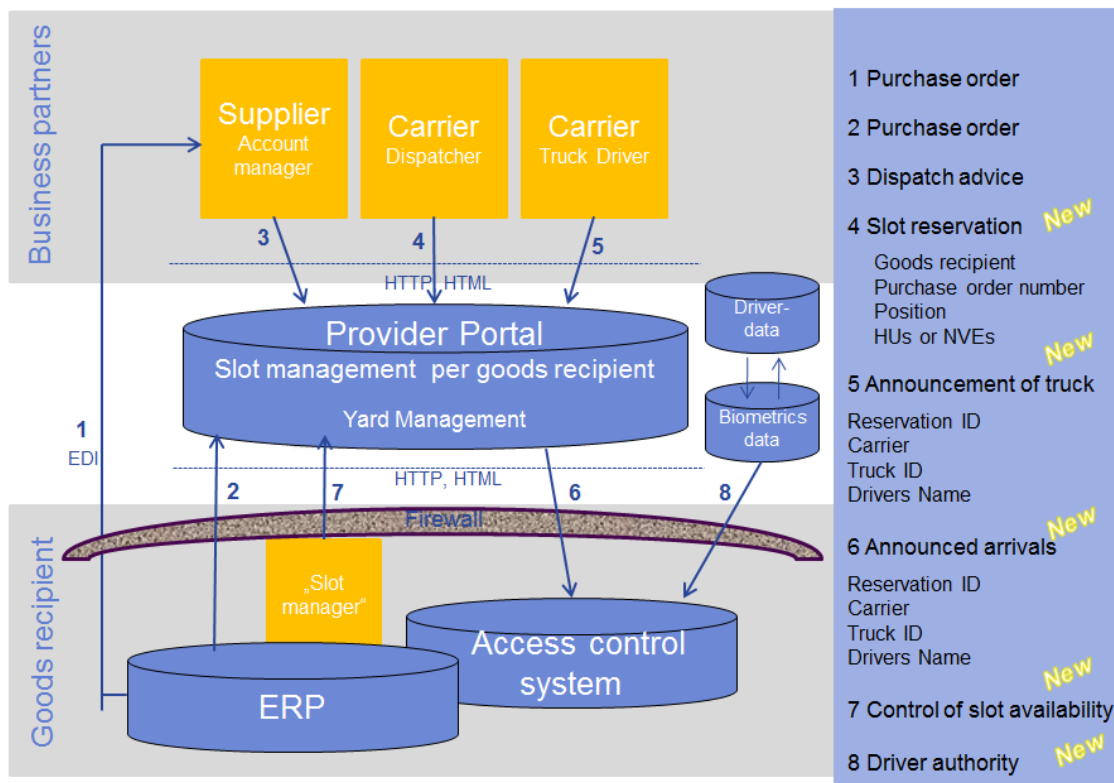 Business partners
Supplier
Account
manager
Carrier
Dispatcher
Carrier
Truck Driver
3
4
5
HTTP, HTML
Provider Portal
Slot management per goods recipient
Yard Management
Driver-
data
Biometrics
data
1
EDI
HTTP, HTML
2
7
6
8
Firewall
Goods recipient
„Slot
manager“
Access control
system
ERP
1 Purchase order
2 Purchase order
3 Dispatch advice
New
4 Slot reservation
Goods recipient
Purchase order number
Position
HUs or NVEs
New
5 Announcement of truck
Reservation ID
Carrier
Truck ID
Drivers Name
New
6 Announced arrivals
Reservation ID
Carrier
Truck ID
Drivers Name
New
7 Control of slot availability
New
8 Driver authority